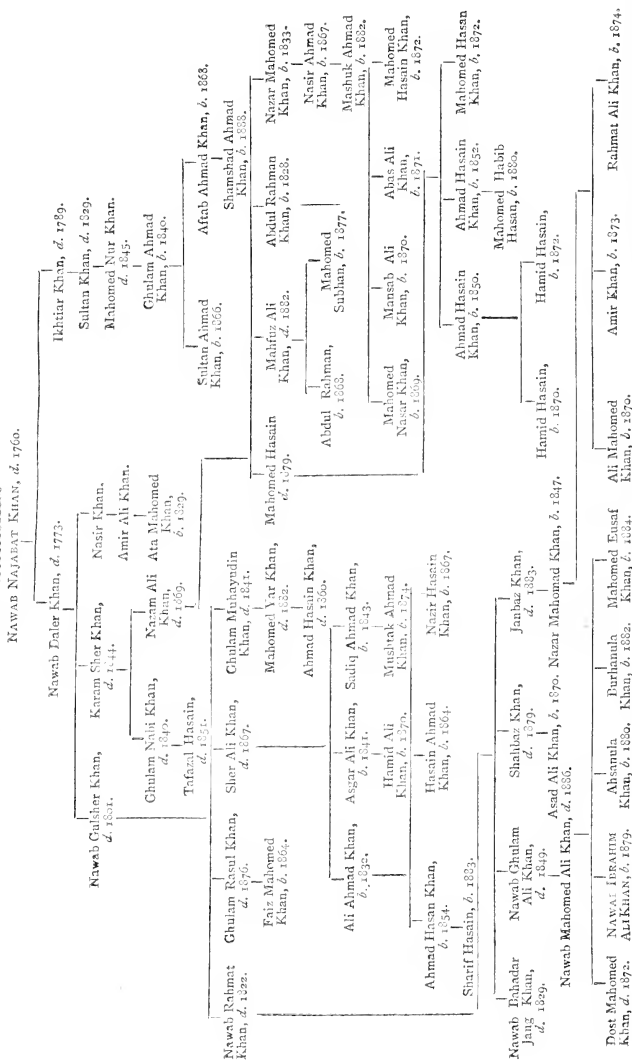 NAWAB NAJABAT KHAN, d. 1760.
Nawab Daler Khan, d. 1773.
Ikhtiar Khan, d. 1789.
Sultan Khan, d. 1829.
Mahomed Nur Khan.
d. 1845.
Ghulam Ahmad
Khan, b. 1840.
Sultan Ahmad
Khan, b. 1866.
Aftab Ahmad Khan, b. 1868.
Shamshad Ahmad
Khan, b. 1888.
Nawab Gulsher Khan,
d. 1801.
Karam Sher Khan,
d. 1844.
Nasir Khan.
Amir Ali Khan.
Ata Mahomed
Khan,
b. 1829.
Ghulam Nabi Khan,
d. 1840.
Tafazal Hasain,
d. 1851.
Nazam Ali
Khan,
d. 1869.
Mahomed Hasain
d. 1879.
Mahfuz Ali
Khan, d. 1882.
Abdul Rahman
Khan, b. 1828.
Nazar Mahomed
Khan, b. 1833.
Nasir Ahmad
Khan, b. 1867.
Mashuk Ahmad
Khan, b. 1882.
Abdul Rahman,
b. 1868.
Mahomed
Subhan, b. 1877.
Mahomed
Nasar Khan,
b. 1869.
Mansab Ali
Khan, b. 1870.
Abas Ali
Khan,
b. 1871.
Mahomed
Hasain Khan,
b. 1872.
Ahmad Hasain
Khan, b. 1850.
Ahmad Hasain
Khan, b. 1852.
Mahomed Hasan
Khan, b. 1872.
Mahomed Habib
Hasan, b. 1880.
Hamid Hasain,
b. 1870.
Hamid Hasain,
b. 1872.
Nawab Rahmat
Khan, d. 1822.
Ghulam Rasul Khan,
d. 1876.
Sher Ali Khan,
d. 1867.
Ghulam Muhayudin
Khan, d. 1841.
Faiz Mahomed
Khan, b. 1864.
Mahomed Yar Khan,
d. 1882.
Ahmad Hasain Khan,
d. 1860.
Ali Ahmad Khan,
b. 1832.
Asgar Ali Khan,
b. 1841.
Sadiq Ahmad Khan,
b. 1843.
Hamid Ali
Khan, b. 1870.
Mushtak Ahmad
Khan, b. 1874.
Ahmad Hasan Khan,
b. 1854.
Hasain Ahmad
Khan, b. 1864.
Nazir Hasain
Khan, b. 1867.
Sharif Hasain, b. 1883.
Nawab Bahadar
Jang Khan,
d. 1829.
Nawab Ghulam
Ali Khan,
d. 1849.
Shahbaz Khan,
d. 1879.
Janbaz Khan,
d. 1883.
Nawab Mahomed Ali Khan, d. 1886.
Asad Ali Khan, b. 1870.
Nazar Mahomad Khan, b. 1847.
Dost Mahomed
Khan, d. 1872.
NAWAB IBRAHIM
ALI KHAN, b. 1879.
Ahsanula
Khan, b. 1880.
Burhanula
Khan, b. 1882.
Mahomed Eusaf
Khan, b. 1884.
Ali Mahomed
Khan, b. 1870.
Amir Khan, b. 1873.
Rahmat Ali Khan, b. 1874.